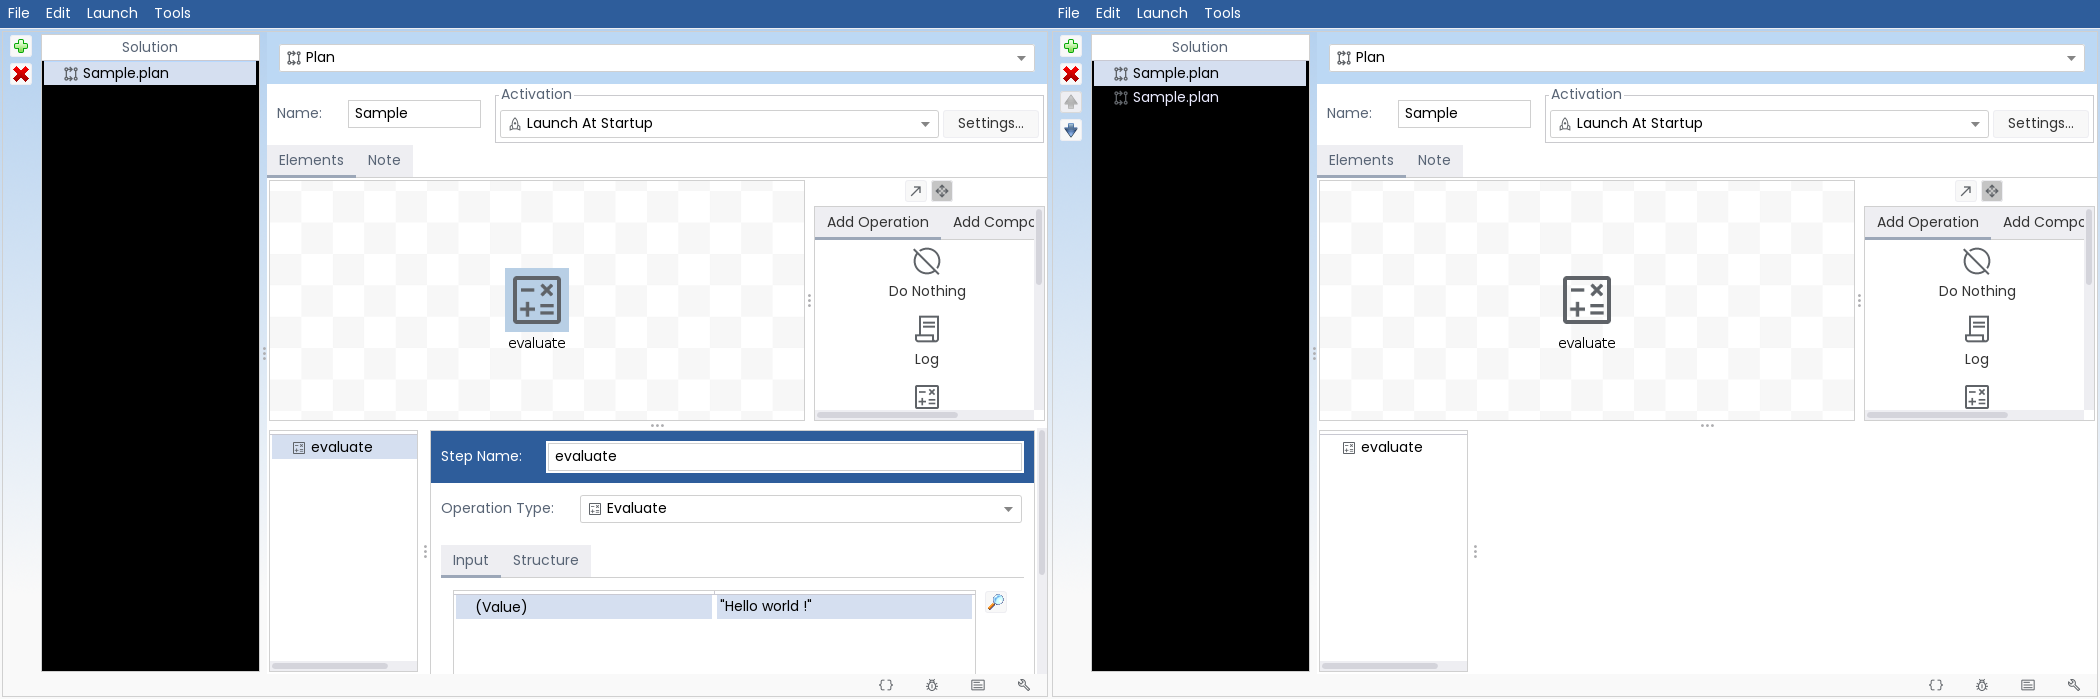 File Edit Launch Tools
Solution
Sample.plan
Plan
Name: Sample
Activation
Launch At Startup
Settings...
Elements Note
evaluate
Add Operation Add Compo
Do Nothing
Log
evaluate
Step Name: evaluate
Operation Type: Evaluate
Input Structure
(Value) "Hello world !"
File Edit Launch Tools
Solution
Sample.plan
Sample.plan
Plan
Name: Sample
Activation
Launch At Startup
Settings...
Elements Note
evaluate
Add Operation Add Compo
Do Nothing
Log
evaluate